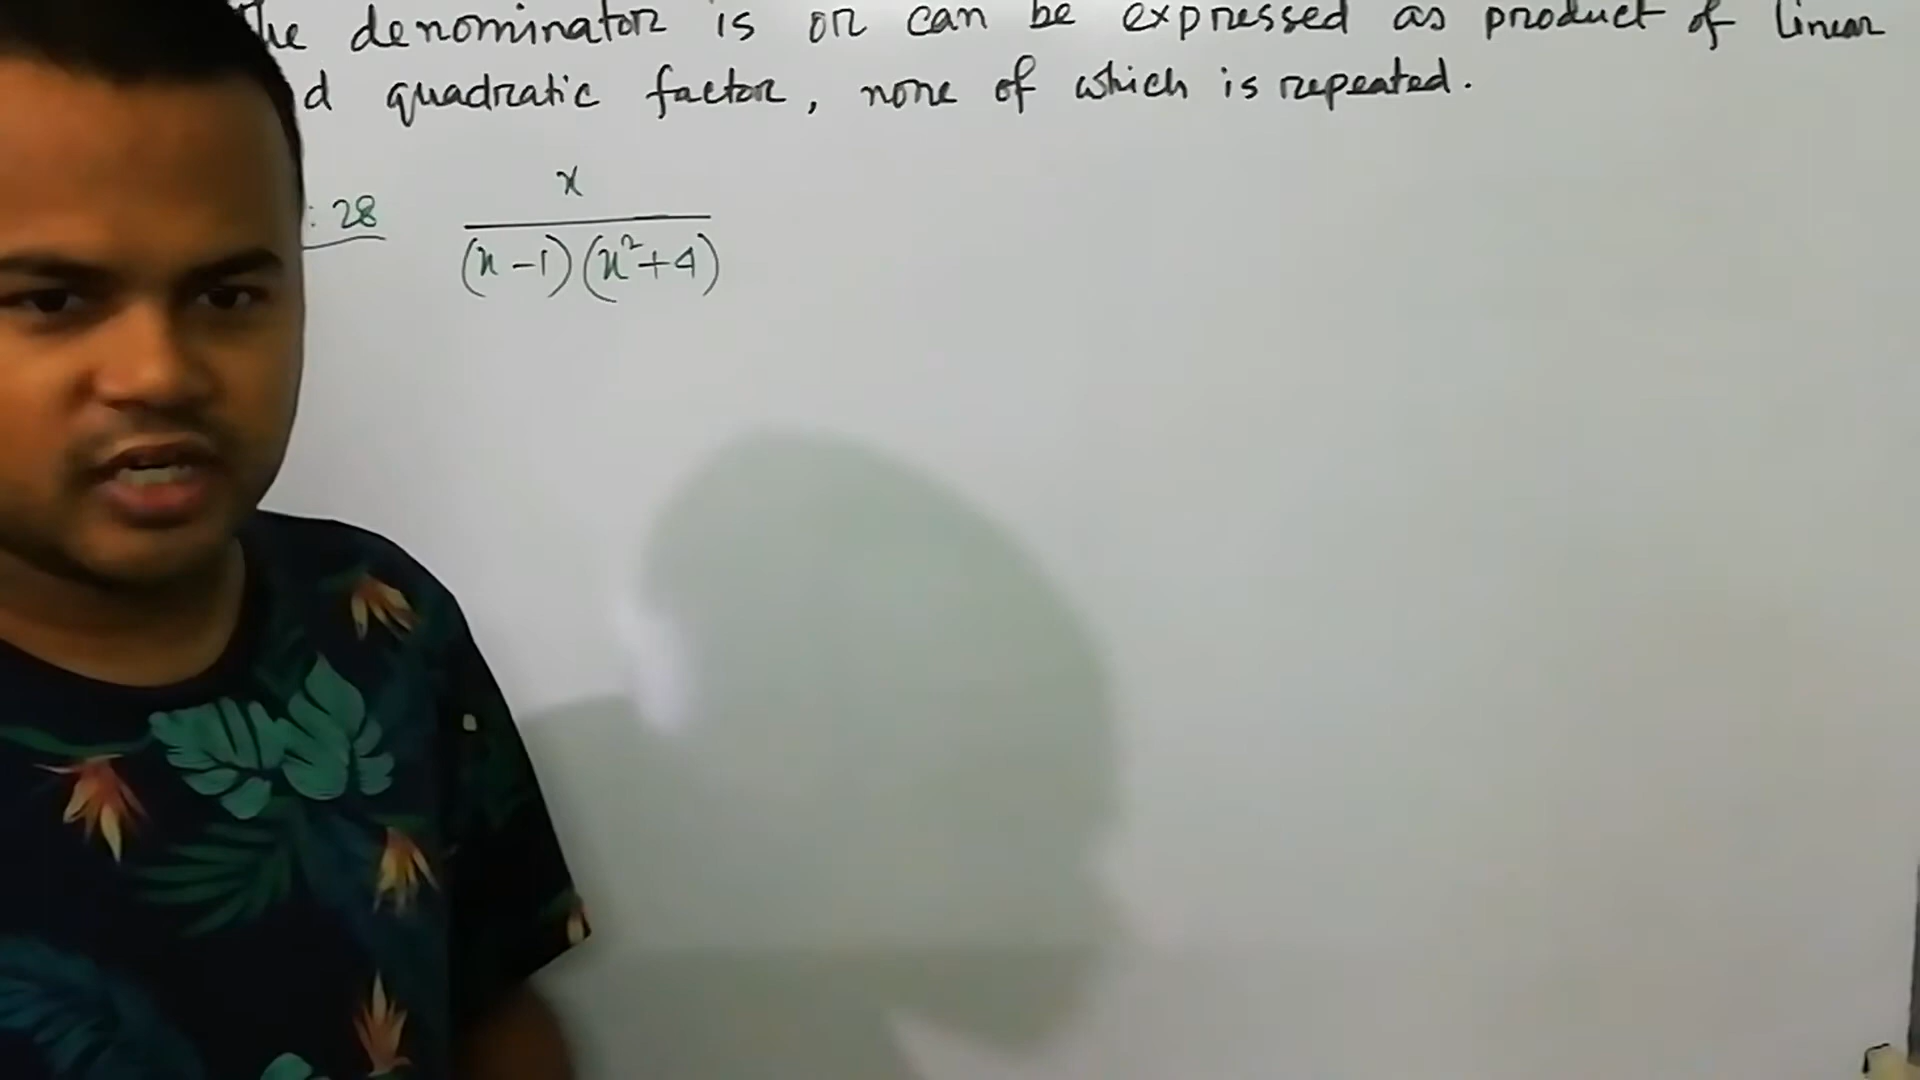 he denominator is or can be expressed as product of linear
d quadratic factor, none of which is repeated.
: 28 x
(x-1)(x²+4)